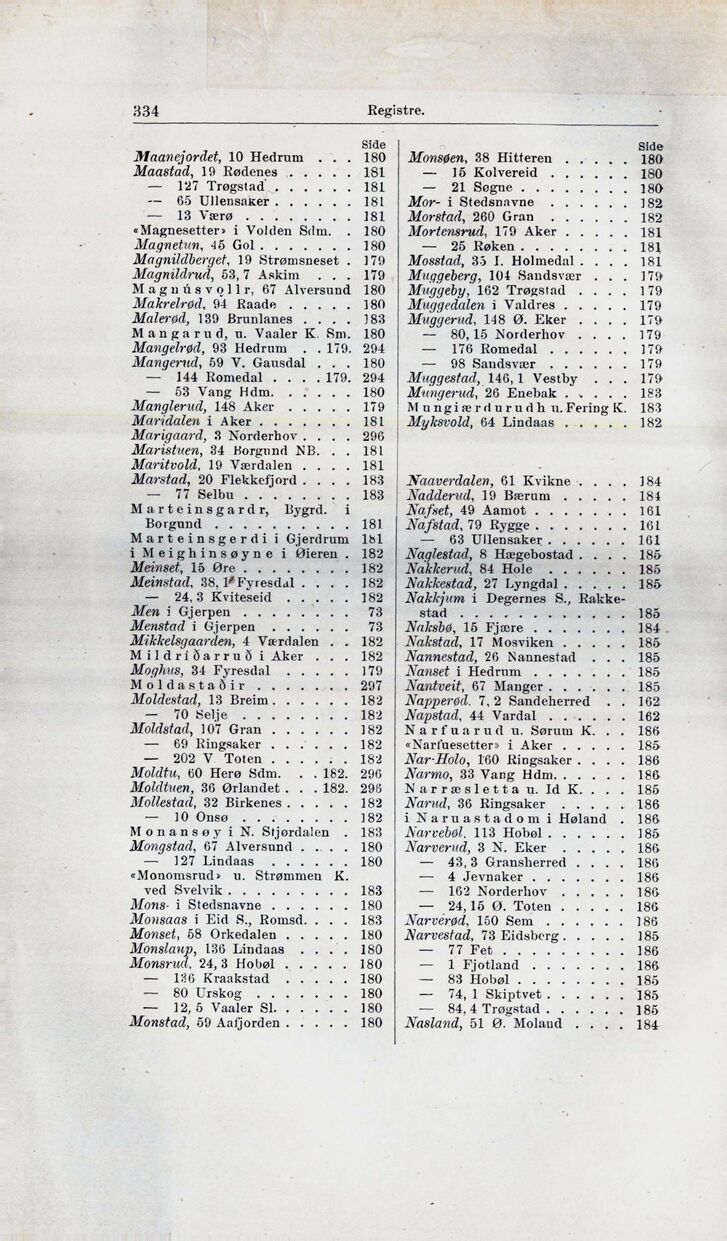 334
Registre.
Side
Maanejordet, 10 Hedrum . . . 180
Maastad, 19 Rødenes . . . . . 181
— 127 Trøgstad . . . . . . 181
— 65 Ullensaker . . . . . . 181
— 13 Værø . . . . . . . . 181
«Magnesetter» i Volden Sdm. . 180
Magnetun, 45 Gol . . . . . . . 180
Magnildberget, 19 Strømsneset . 179
Magnildrud, 53,7 Askim . . . 179
Magnúsvollr, 67 Alversund 180
Makrelrød, 94 Raade . . . . . 180
Malerød, 139 Brunlanes . . . . 183
Mangarud, u. Vaaler K. Sm. 180
Mangelrød, 93 Hedrum . . 179. 294
Mangerud, 59 V. Gausdal . . . 180
— 144 Romedal . . . . 179. 294
— 53 Vang Hdm. . . . . . 180
Manglerud, 148 Aker . . . . . 179
Maridalen i Aker . . . . . . . 181
Marigaard, 3 Norderhov . . . . 296
Maristuen, 34 Borgund NB. . . 181
Maritvold, 19 Værdalen . . . . 181
Marstad, 20 Flekkefjord . . . . 183
— 77 Selbu . . . . . . . . 183
Marteinsgardr, Bygrd. i
Borgund . . . . . . . . . . 181
Marteinsgerdi i Gjerdrum 181
i Meighinsøyne i Øieren . 182
Meinset, 15 Øre . . . . . . . . 182
Meinstad, 38,1 Fyresdal . . . 182
— 24,3 Kviteseid . . . . . 182
Men i Gjerpen . . . . . . . . 73
Menstad i Gjerpen . . . . . . 73
Mikkelsgaarden, 4 Værdalen . . 182
Mildríðarruð i Aker . . . 182
Moghus, 34 Fyresdal . . . . . 179
Moldastaðir . . . . . . . 297
Moldestad, 13 Breim . . . . . . 182
— 70 Selje . . . . . . . . 182
Moldstad, 107 Gran . . . . . . 182
— 69 Ringsaker . . . . . . 182
— 202 V Toten . . . . . . 182
Moldtu, 60 Herø Sdm. . . 182. 296
Moldtuen, 36 Ørlandet . . . 182. 296
Mollestad, 32 Birkenes . . . . . 182
— 10 Onsø . . . . . . . . 182
Monansøy i N. Stjørdalen . 183
Mongstad, 67 Alversund . . . . 180
— 127 Lindaas . . . . . . 180
«Monomsrud» u. Strømmen K.
ved Svelvik . . . . . . . . . 183
Mons- i Stedsnavne . . . . . . 180
Monsaas i Eid S., Romsd. . . . 183
Monset, 58 Orkedalen . . . . . 180
Monslaup, 136 Lindaas . . . . 180
Monsrud, 24,3 Hobøl . . . . . 180
— 136 Kraakstad . . . . . 180
— 80 Urskog . . . . . . . 180
— 12,5 Vaaler Sl. . . . . . 180
Monstad, 59 Aafjorden . . . . . 180
Side
Monsøen, 38 Hitteren . . . . . 180
— 15 Kolvereid . . . . . . 180
— 21 Søgne . . . . . . . . 180
Mor- i Stedsnavne . . . . . . 182
Morstad, 260 Gran . . . . . . 182
Mortensrud, 179 Aker . . . . . 181
— 25 Røken . . . . . . . . 181
Mosstad, 35 I. Holmedal . . . . 181
Muggeberg, 104 Sandsvær . . . 179
Muggeby, 162 Trøgstad . . . . 179
Muggedalen i Valdres . . . . . 179
Muggerud, 148 Ø. Eker . . . . 179
— 80,15 Norderhov . . . . 179
— 176 Romedal . . . . . . 179
— 98 Sandsvær . . . . . . 179
Muggestad, 146,1 Vestby . . . 179
Mungerud, 26 Enebak . . . . . 183
Mungiærdurudh u. Fering K. 183
Myksvold, 64 Lindaas . . . . . 182
Naaverdalen, 61 Kvikne . . . . 184
Nadderud, 19 Bærum . . . . . 184
Nafset, 49 Aamot . . . . . . . 161
Nafstad, 79 Rygge . . . . . . . 161
— 63 Ullensaker . . . . . . 161
Naglestad, 8 Hægebostad . . . . 185
Nakkerud, 84 Hole . . . . . . 185
Nakkestad, 27 Lyngdal . . . . . 185
Nakkjum i Degernes S., Rakke-
stad . . . . . . . . . . . . 185
Naksbø, 15 Fjære . . . . . . . 184
Nakstad, 17 Mosviken . . . . . 185
Nannestad, 26 Nannestad . . . 185
Nanset i Hedrum . . . . . . . 185
Nantveit, 67 Manger . . . . . . 185
Napperød, 7,2 Sandeherred . . 162
Napstad, 44 Vardal . . . . . . 162
Narfuarud u. Sørum K. . . 186
«Narfuesetter» i Aker . . . . . 185
Nar-Holo, 160 Ringsaker . . . . 186
Narmo, 33 Vang Hdm. . . . . . 186
Narræsletta u. Id K. . . . 185
Narud, 36 Ringsaker . . . . . 186
i Naruastadom i Høland . 186
Narvebøl, 113 Hobøl . . . . . . 185
Narverud, 3 N. Eker . . . . . 186
— 43,3 Gransherred . . . . 186
— 4 Jevnaker . . . . . . . 186
— 162 Norderhov . . . . . 186
— 24,15 Ø. Toten . . . . . 186
Narverød, 150 Sem . . . . . . 186
Narvestad, 73 Eidsberg . . . . . 185
— 77 Fet . . . . . . . . . 186
— 1 Fjotland . . . . . . . 186
— 83 Hobøl . . . . . . . . 185
— 74,1 Skiptvet . . . . . . 185
— 84,4 Trøgstad . . . . . . 185
Nasland, 51 Ø. Moland . . . . 184